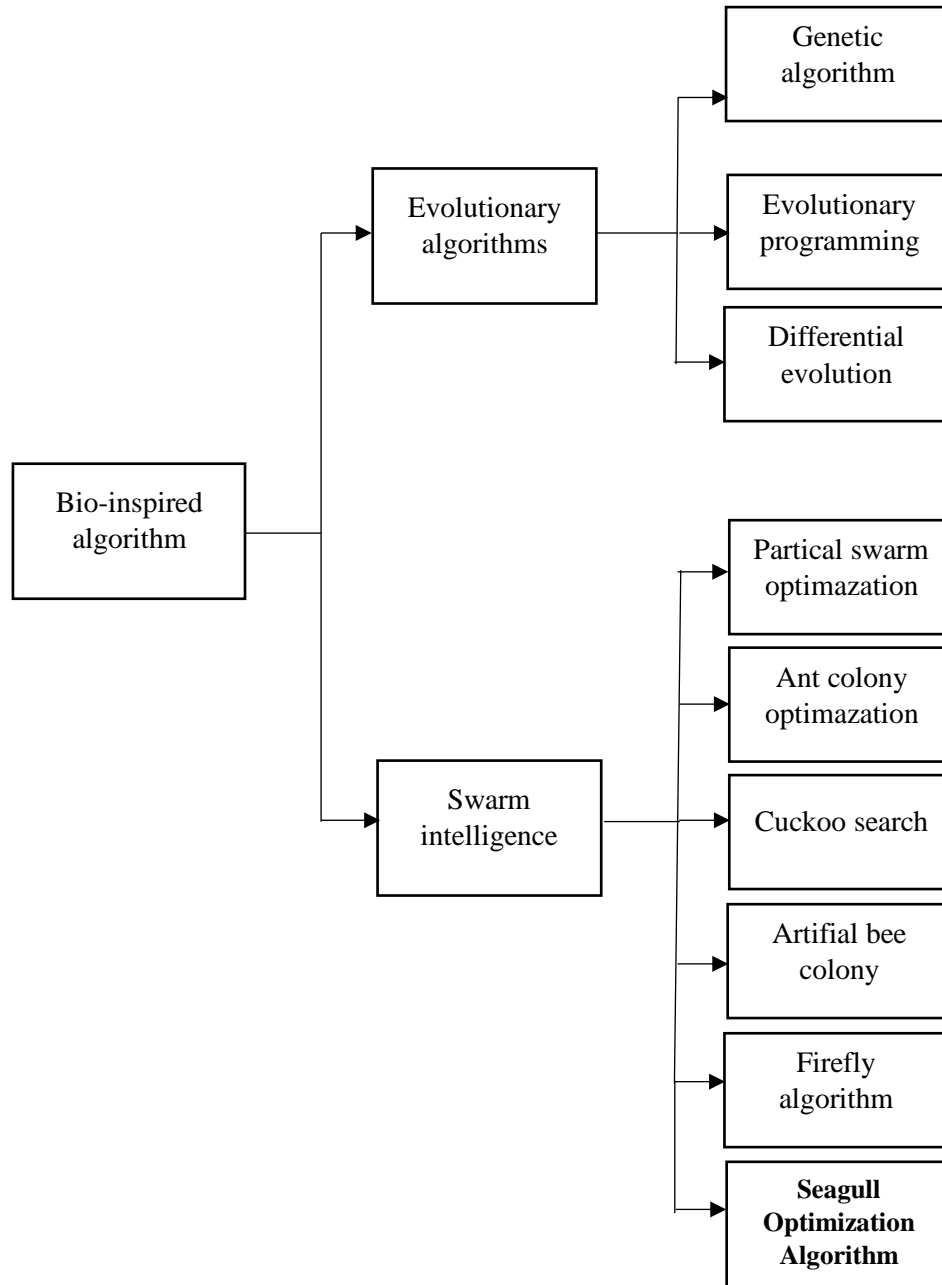 Genetic
algorithm
Evolutionary
algorithms
Evolutionary
programming
Differential
evolution
Bio-inspired
algorithm
Partical swarm
optimazation
Ant colony
optimazation
Swarm
intelligence
Cuckoo search
Artifial bee
colony
Firefly
algorithm
Seagull
Optimization
Algorithm